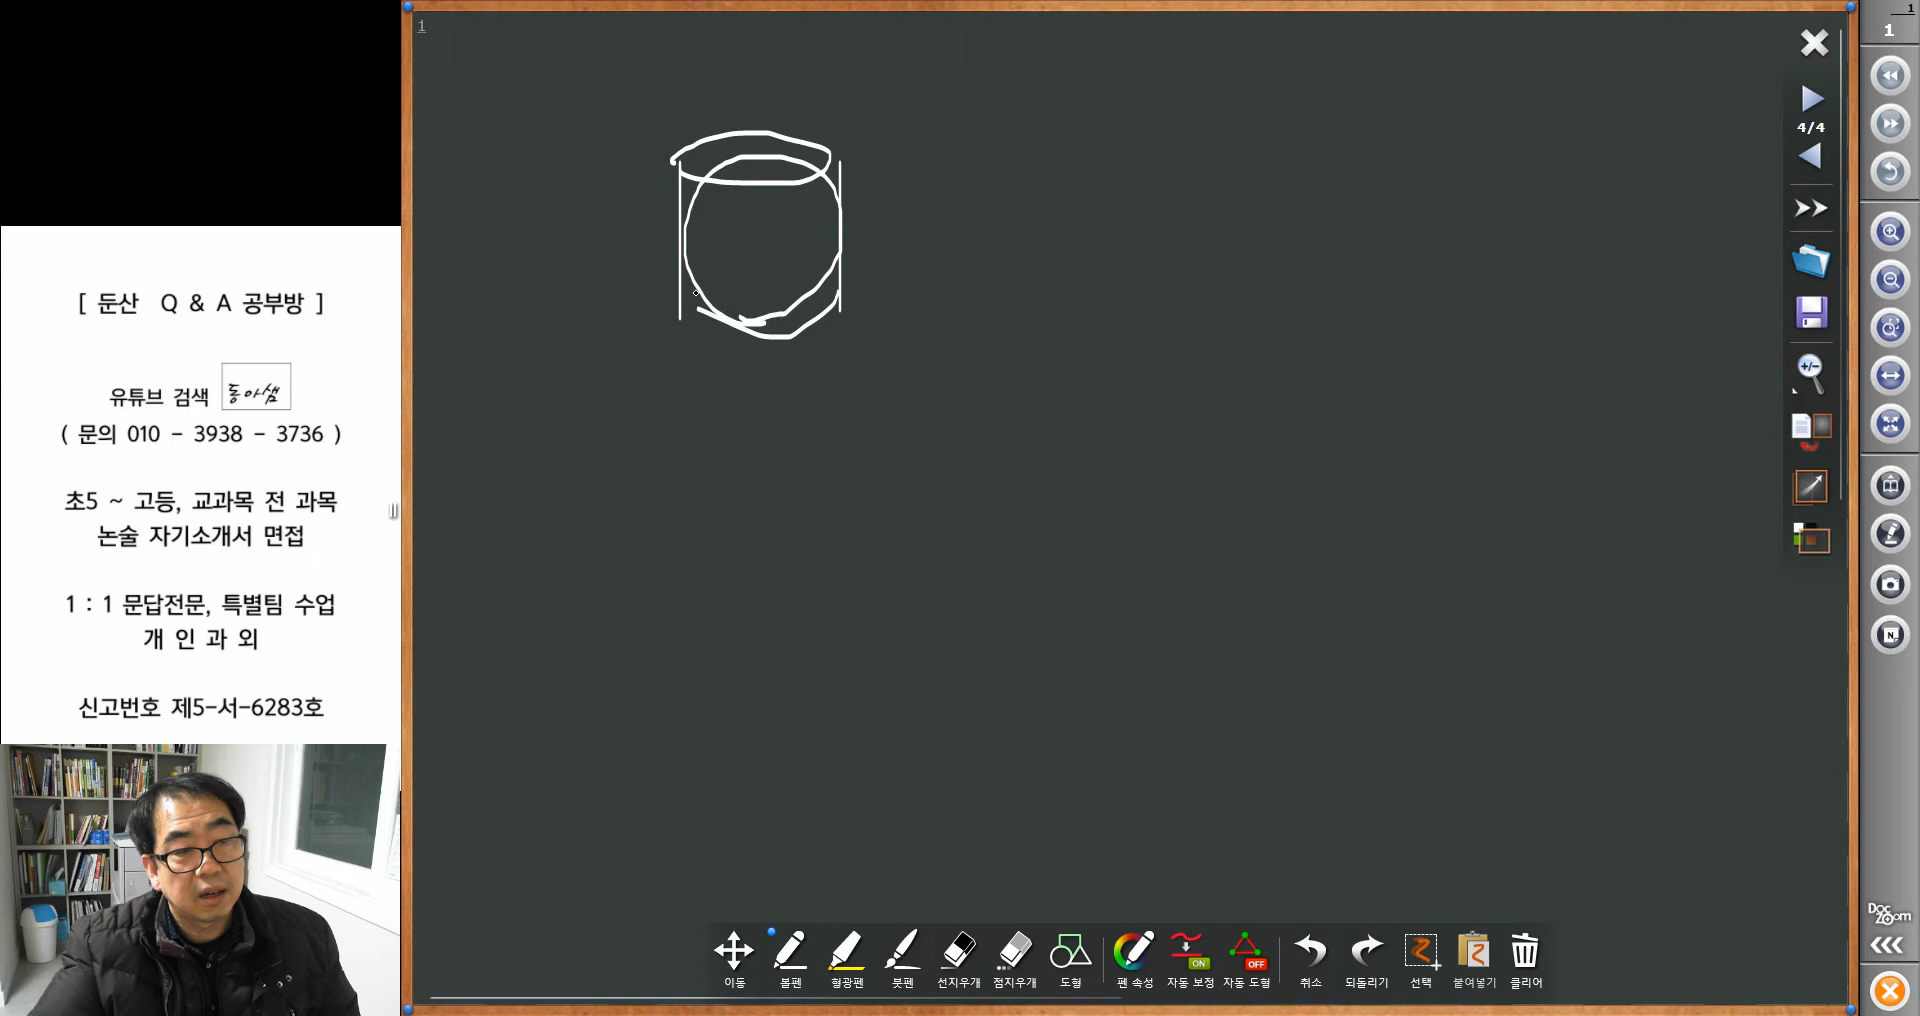 [ 둔산 Q & A 공부방 ]
유튜브 검색 동아샘
( 문의 010 - 3938 - 3736 )
초5 ~ 고등, 교과목 전 과목
논술 자기소개서 면접
1 : 1 문답전문, 특별팀 수업
개 인 과 외
신고번호 제5-서-6283호
1
4/4
+/-
이동
볼펜
형광펜
붓펜
선지우개
점지우개
도형
펜 속성
ON
자동 보정
OFF
자동 도형
취소
되돌리기
선택
붙여넣기
클리어
1
1
N
Doc
Zoom